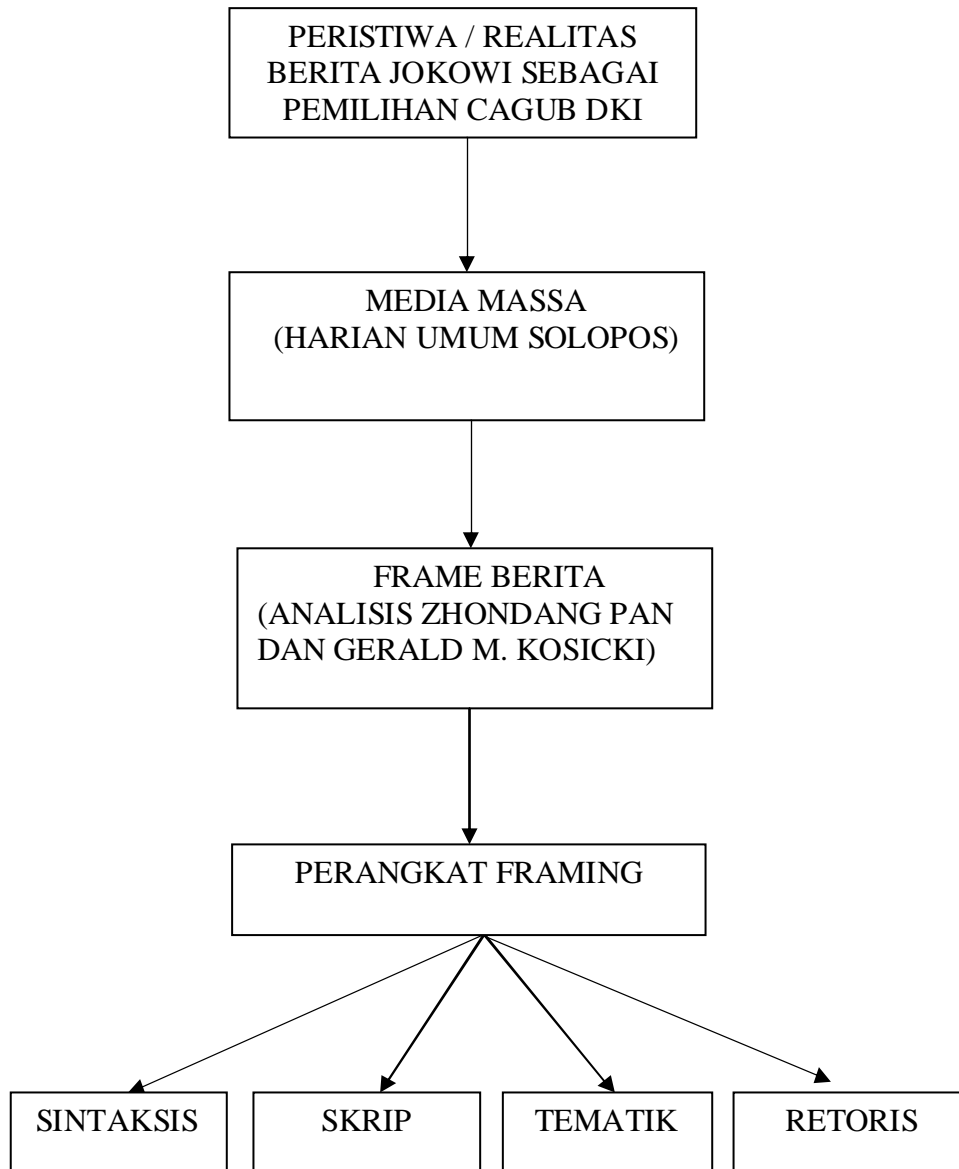 PERISTIWA / REALITAS
BERITA JOKOWI SEBAGAI
PEMILIHAN CAGUB DKI
MEDIA MASSA
(HARIAN UMUM SOLOPOS)
FRAME BERITA
(ANALISIS ZHONDANG PAN
DAN GERALD M. KOSICKI)
PERANGKAT FRAMING
SINTAKSIS
SKRIP
TEMATIK
RETORIS